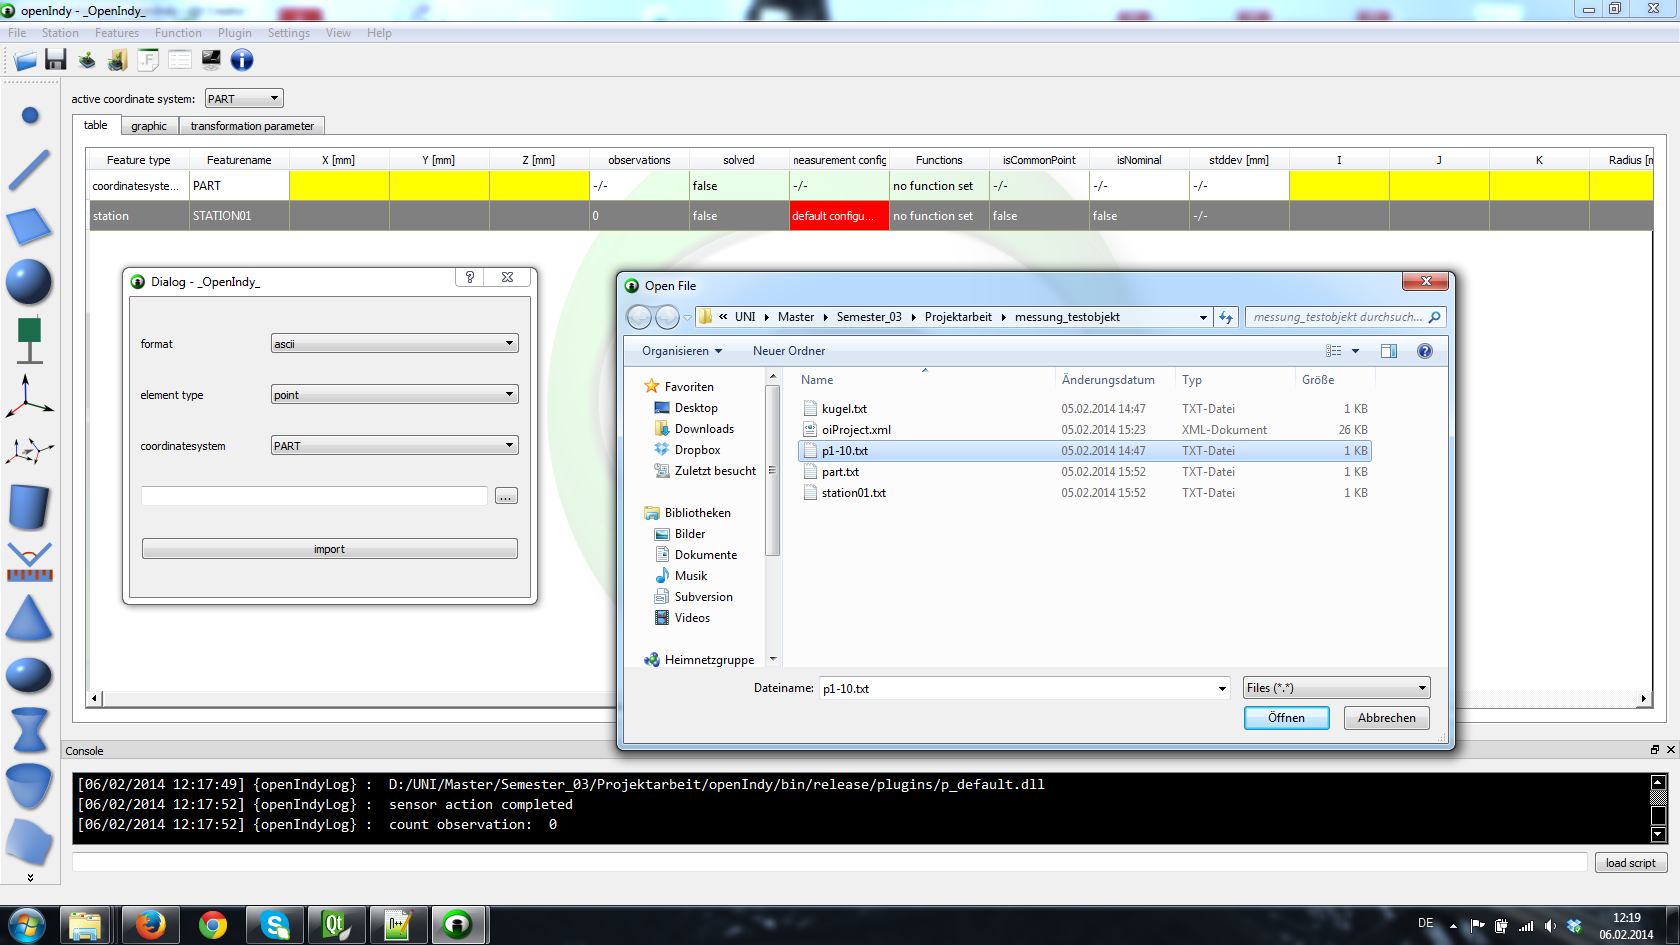 openIndy - _OpenIndy_
File Station Features Function Plugin Settings View Help
active coordinate system: PART
table graphic transformation parameter
Feature type Featurename X [mm] Y [mm] Z [mm] observations solved measurement config Functions isCommonPoint isNominal stddev [mm] I J K Radius [m
coordinatesyste... PART -/- false -/- no function set -/- -/- -/-
station STATION01 0 false default configu... no function set false false -/-
Dialog - _OpenIndy_
format ascii
element type point
coordinatesystem PART
...
import
Open File
« UNI Master Semester_03 Projektarbeit messung_testobjekt
messung_testobjekt durchsuch...
Organisieren Neuer Ordner
Favoriten
Desktop
Downloads
Dropbox
Zuletzt besucht
Bibliotheken
Bilder
Dokumente
Musik
Subversion
Videos
Heimnetzgruppe
Name Änderungsdatum Typ Größe
kugel.txt 05.02.2014 14:47 TXT-Datei 1 KB
oiProject.xml 05.02.2014 15:23 XML-Dokument 26 KB
p1-10.txt 05.02.2014 14:47 TXT-Datei 1 KB
part.txt 05.02.2014 15:52 TXT-Datei 1 KB
station01.txt 05.02.2014 15:52 TXT-Datei 1 KB
Dateiname: p1-10.txt Files (*.*)
Öffnen Abbrechen
Console
[06/02/2014 12:17:49] {openIndyLog} : D:/UNI/Master/Semester_03/Projektarbeit/openIndy/bin/release/plugins/p_default.dll
[06/02/2014 12:17:52] {openIndyLog} : sensor action completed
[06/02/2014 12:17:52] {openIndyLog} : count observation: 0
load script
DE
12:19
06.02.2014